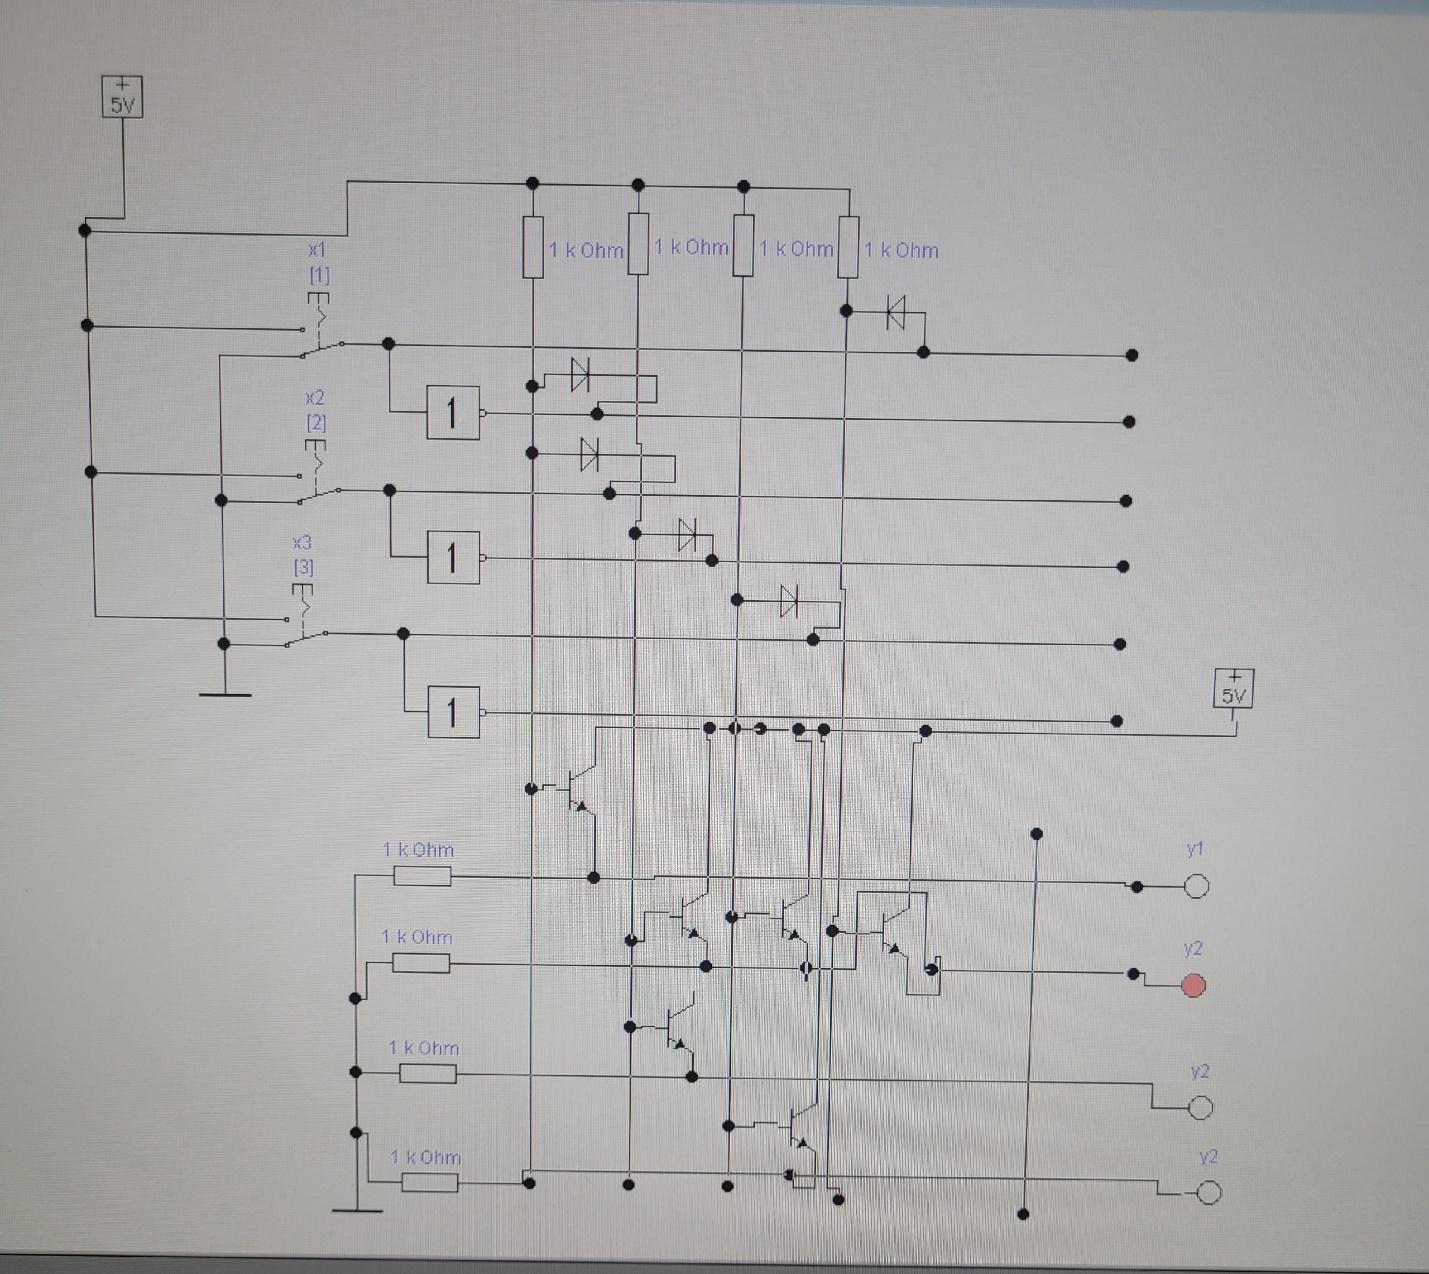 +
5V
x1
[1]
1 k Ohm
1 k Ohm
1 k Ohm
1 k Ohm
x2
[2]
1
x3
[3]
1
+
5V
1
1 k Ohm
y1
1 k Ohm
y2
1 k Ohm
y2
1 k Ohm
y2